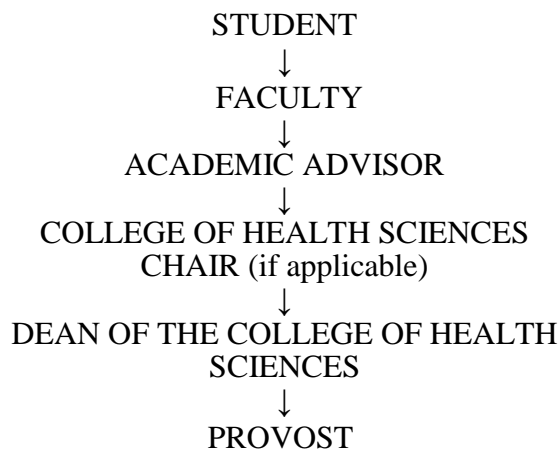 STUDENT
↓
FACULTY
↓
ACADEMIC ADVISOR
↓
COLLEGE OF HEALTH SCIENCES
CHAIR (if applicable)
↓
DEAN OF THE COLLEGE OF HEALTH
SCIENCES
↓
PROVOST